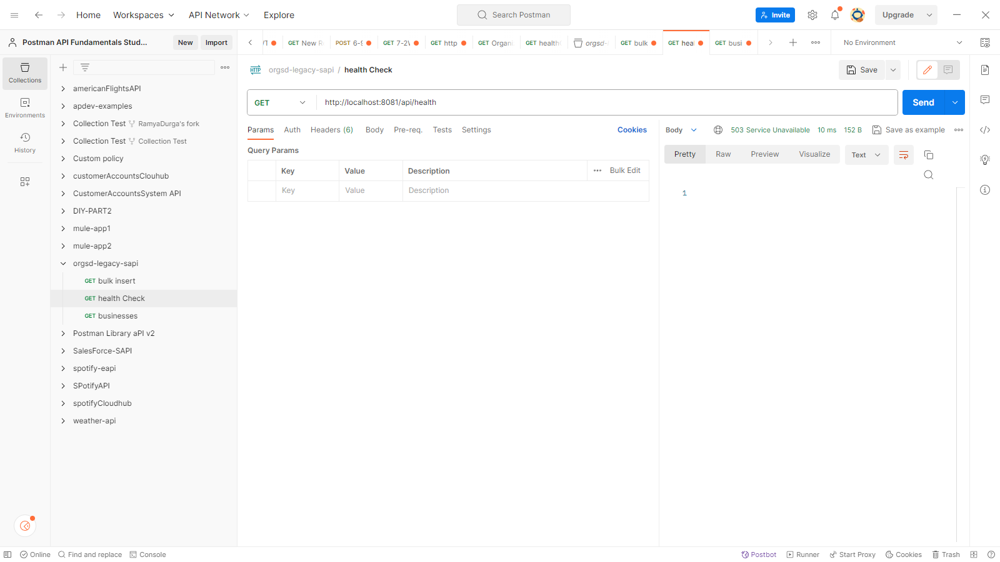 Home
Workspaces
API Network
Explore
Search Postman
Invite
Upgrade
Postman API Fundamentals Stud...
New
Import
GET New R
POST 6-9
GET 7-2
GET http
GET Organi
GET health
orgsd-
GET bulk
GET heal
GET busi
No Environment
Collections
Environments
History
americanFlightsAPI
apdev-examples
Collection Test RamyaDurga's fork
Collection Test Collection Test
Custom policy
customerAccountsClouhub
CustomerAccountsSystem API
DIY-PART2
mule-app1
mule-app2
orgsd-legacy-sapi
GET bulk insert
GET health Check
GET businesses
Postman Library aPI v2
SalesForce-SAPI
spotify-eapi
SPotifyAPI
spotifyCloudhub
weather-api
HTTP orgsd-legacy-sapi / health Check
Save
GET http://localhost:8081/api/health
Send
Params Auth Headers (6) Body Pre-req. Tests Settings Cookies
Query Params
Key Value Description Bulk Edit
Key Value Description
Body 503 Service Unavailable 10 ms 152 B Save as example
Pretty Raw Preview Visualize Text
1
Online Find and replace Console
Postbot Runner Start Proxy Cookies Trash